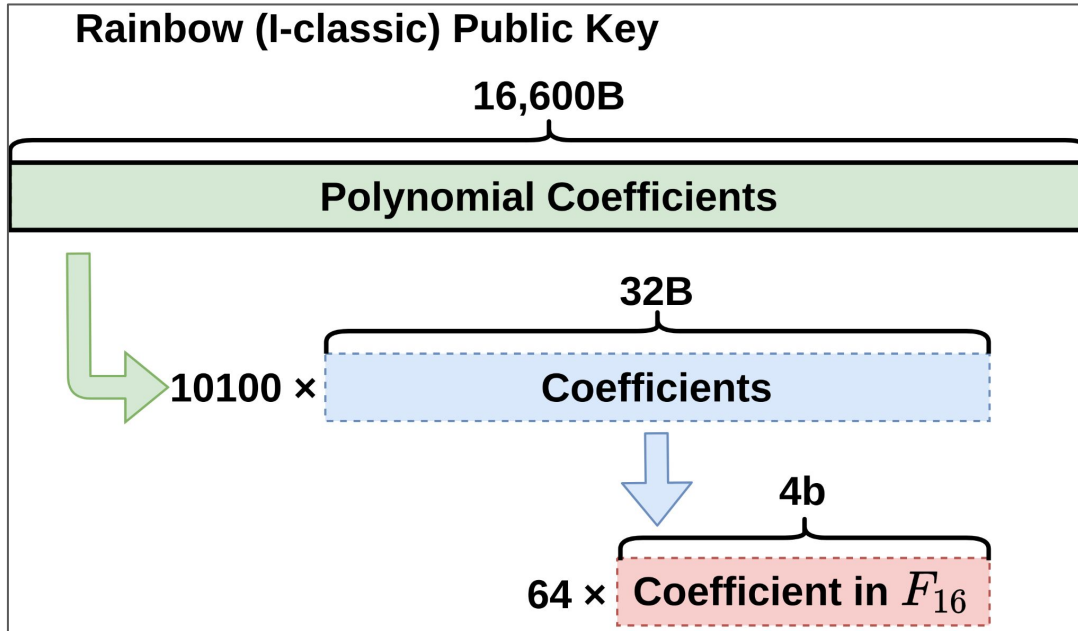 Rainbow (I-classic) Public Key
16,600B
Polynomial Coefficients
32B
10100 × Coefficients
4b
64 × Coefficient in F₁₆